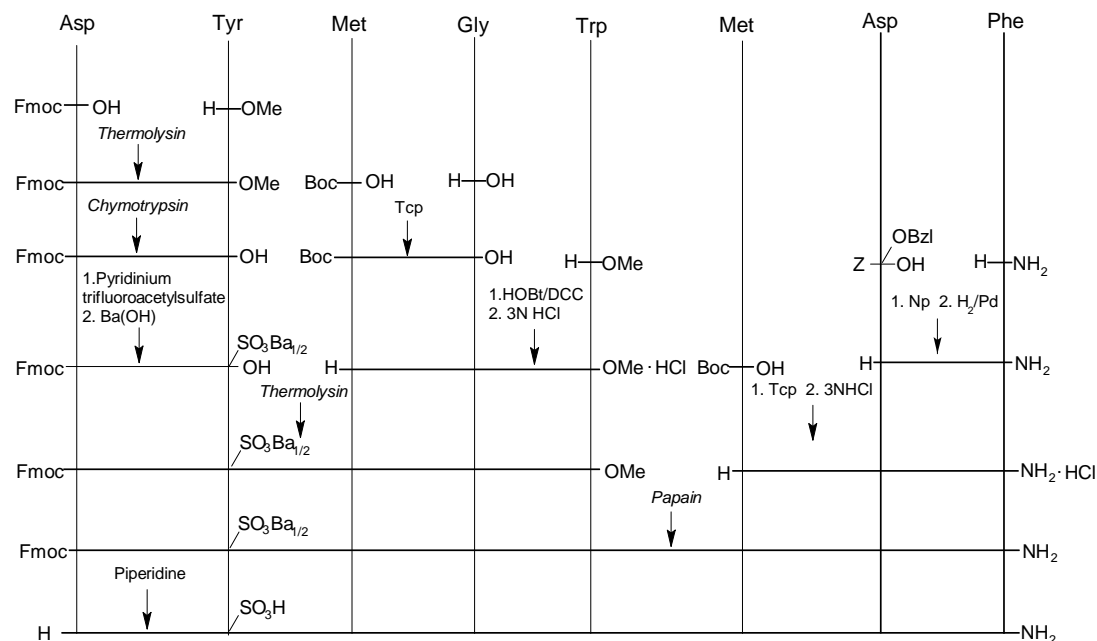 Asp Tyr Met Gly Trp Met Asp Phe
Fmoc OH H OMe
Thermolysin
Fmoc OMe Boc OH H OH
Chymotrypsin Tcp
OBzl
Fmoc OH Boc OH H OMe Z OH H NH2
1.Pyridinium
trifluoroacetylsulfate
2. Ba(OH)
1.HOBt/DCC
2. 3N HCl
1. Np 2. H2/Pd
SO3Ba1/2
Fmoc OH H OMe·HCl Boc OH H NH2
Thermolysin
1. Tcp 2. 3NHCl
SO3Ba1/2
Fmoc OMe H NH2·HCl
Papain
SO3Ba1/2
Fmoc NH2
Piperidine
SO3H
H NH2